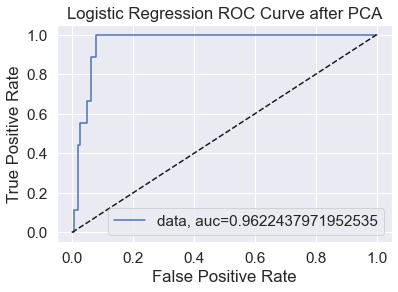 Logistic Regression ROC Curve after PCA
True Positive Rate
1.0
0.8
0.6
0.4
0.2
0.0
data, auc=0.9622437971952535
0.0 0.2 0.4 0.6 0.8 1.0
False Positive Rate